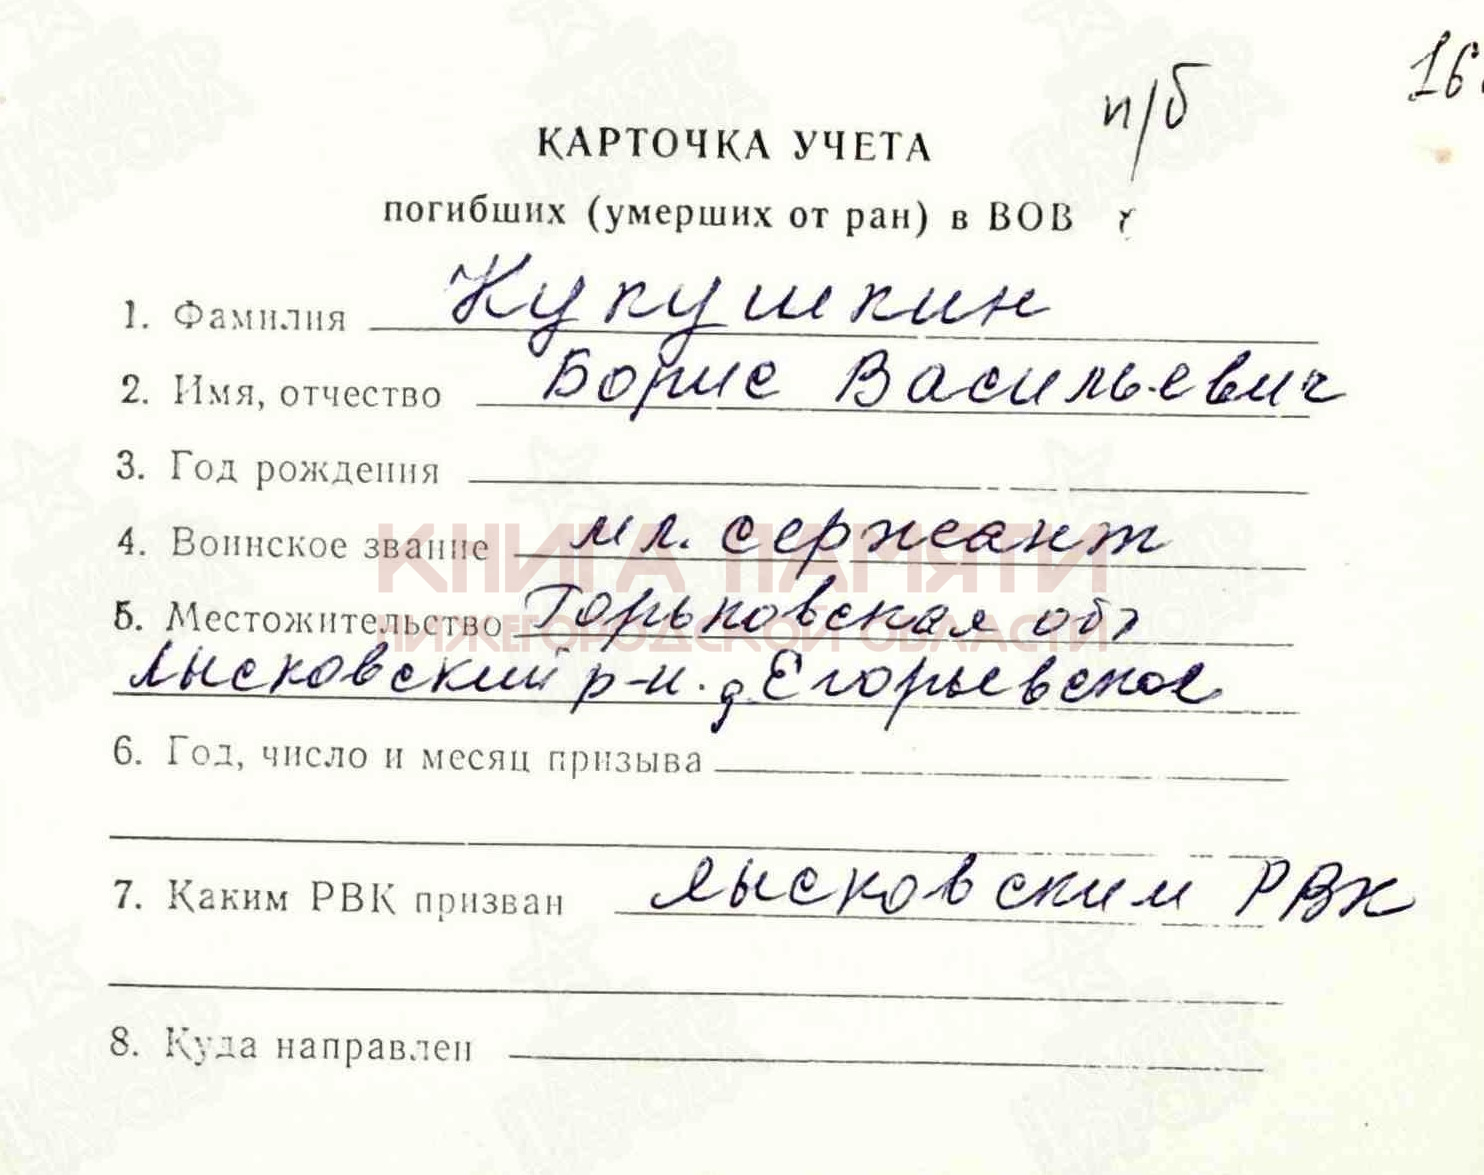 п/б
КАРТОЧКА УЧЕТА
погибших (умерших от ран) в ВОВ
1. Фамилия Кукушкин
2. Имя, отчество Борис Васильевич
3. Год рождения
4. Воинское звание мл. сержант
КНИГА ПАМЯТИ
5. Местожительство Горьковская обл
НИЖЕГОРОДСКОЙ ОБЛАСТИ
Лысковский р-н. д Егорьевское
6. Год, число и месяц призыва
7. Каким РВК призван Лысковским РВК
8. Куда направлен